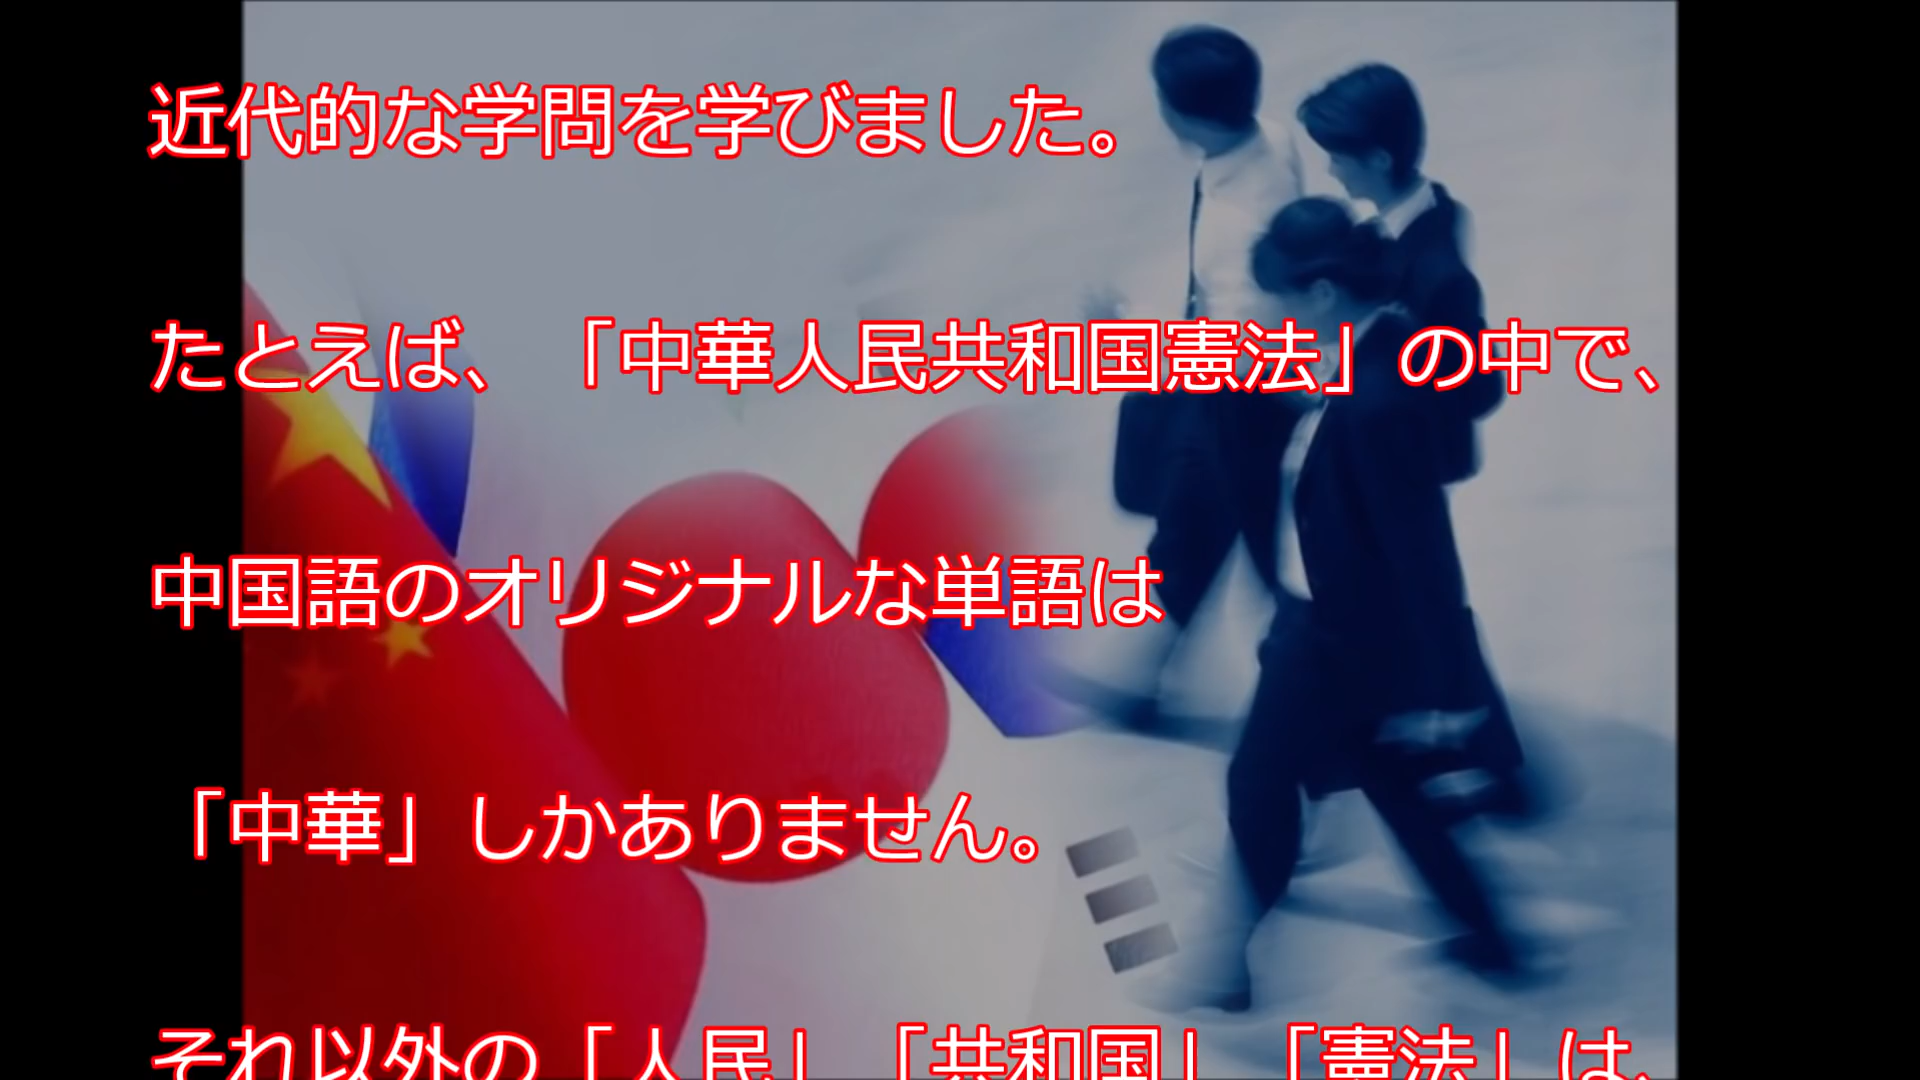 近代的な学問を学びました。
たとえば、「中華人民共和国憲法」の中で、
中国語のオリジナルな単語は
「中華」しかありません。
それ以外の「人民」「共和国」「憲法」は、